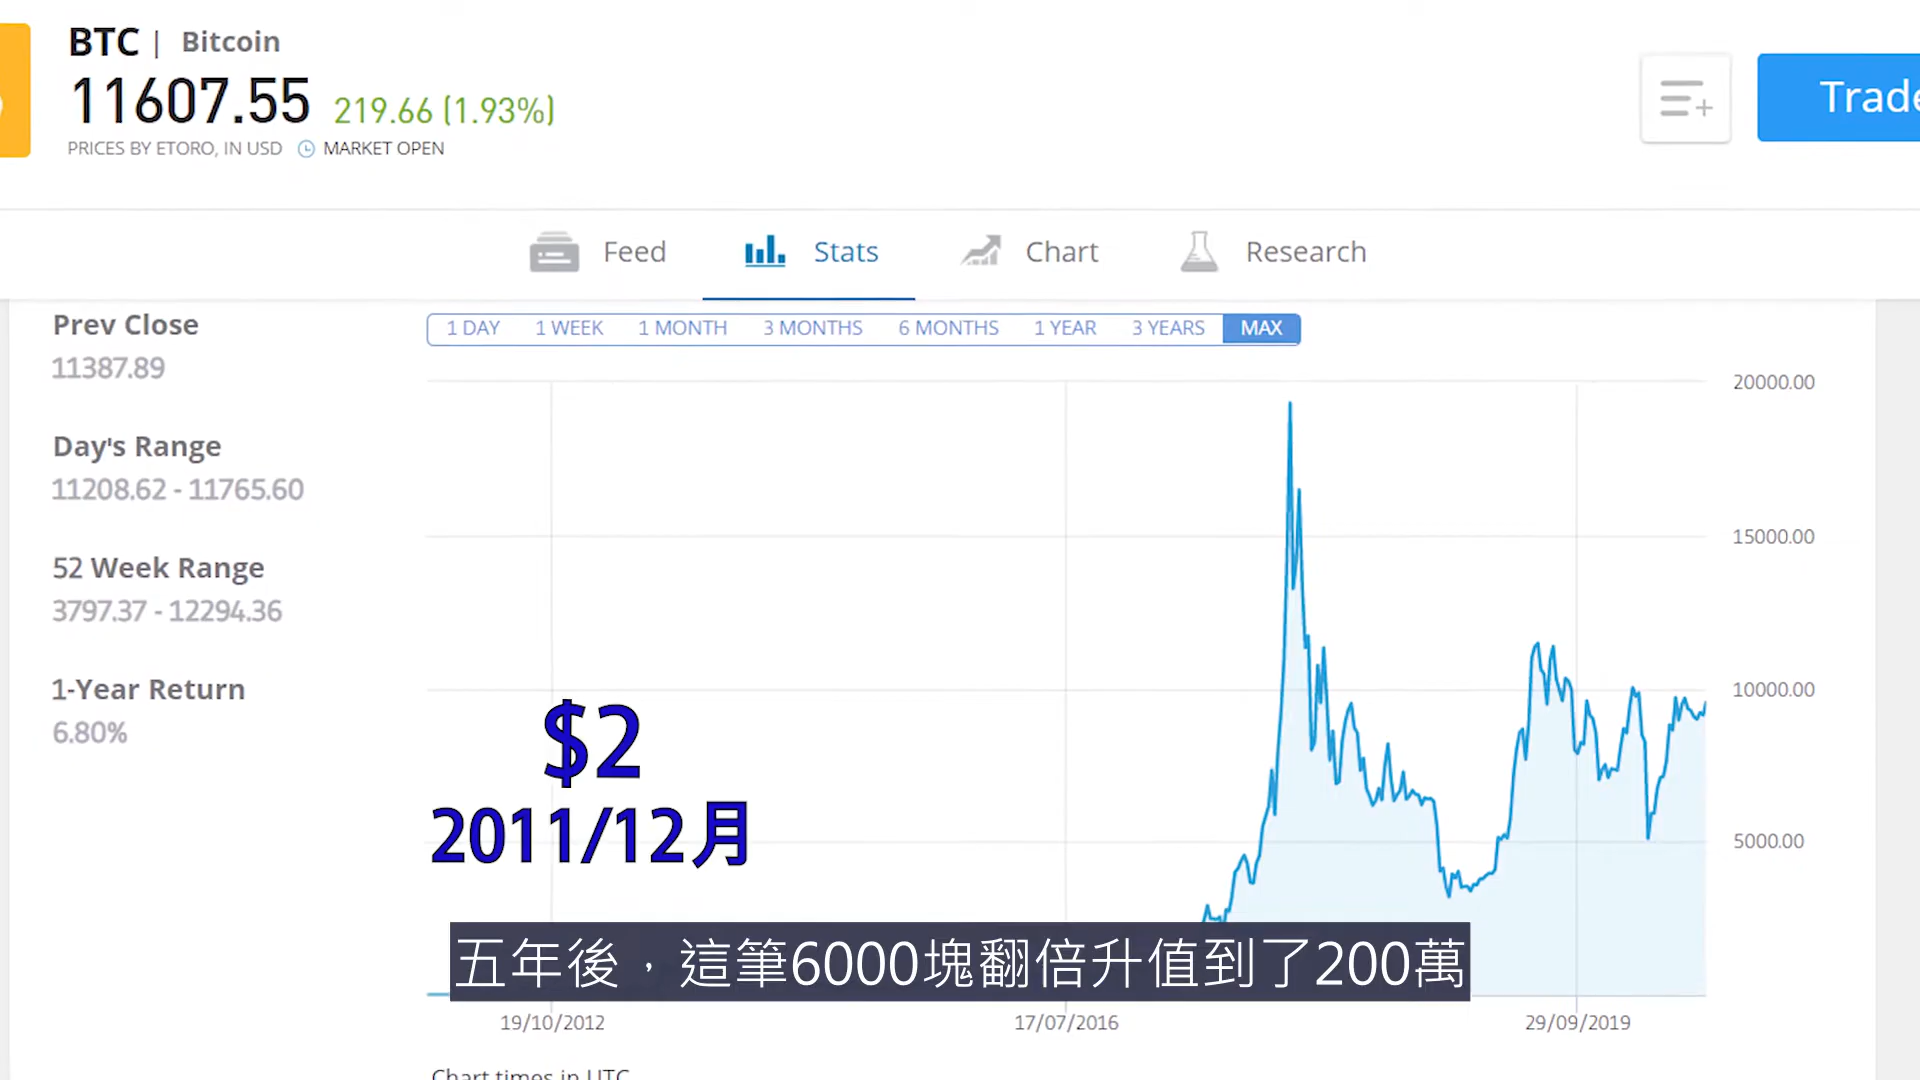 BTC | Bitcoin
11607.55 219.66 (1.93%)
PRICES BY ETORO, IN USD MARKET OPEN
Trade
Feed Stats Chart Research
Prev Close
11387.89
Day's Range
11208.62 - 11765.60
52 Week Range
3797.37 - 12294.36
1-Year Return
6.80%
1 DAY 1 WEEK 1 MONTH 3 MONTHS 6 MONTHS 1 YEAR 3 YEARS MAX
20000.00
15000.00
10000.00
5000.00
$2
2011/12月
五年後，這筆6000塊翻倍升值到了200萬
19/10/2012 17/07/2016 29/09/2019
Chart times in UTC